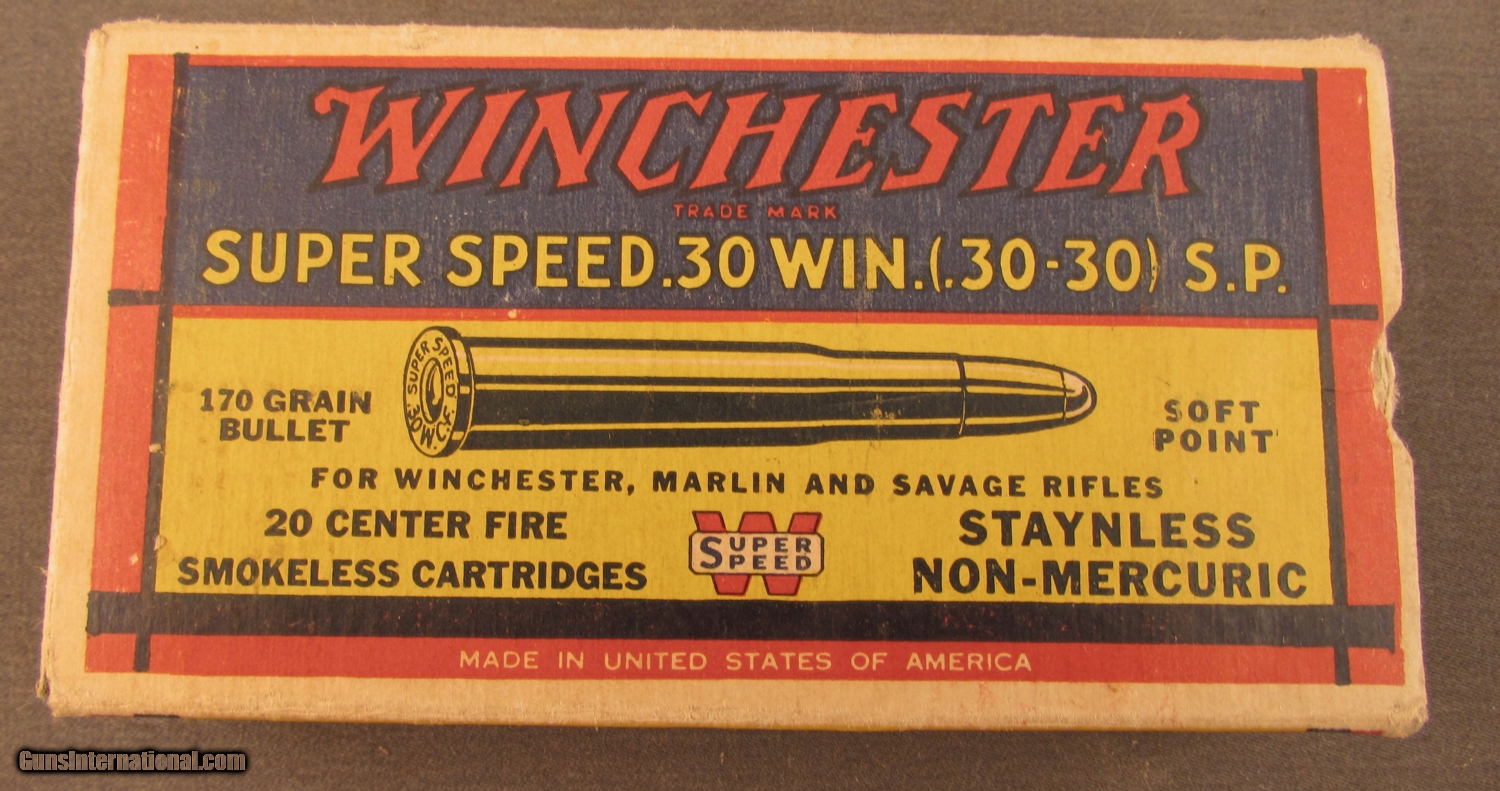 WINCHESTER
TRADE MARK
SUPER SPEED .30 WIN. (.30-30) S.P.
SUPER SPEED · .30 W.C.
170 GRAIN
BULLET
SOFT
POINT
FOR WINCHESTER, MARLIN AND SAVAGE RIFLES
20 CENTER FIRE
SMOKELESS CARTRIDGES
W
SUPER
SPEED
STAYNLESS
NON-MERCURIC
MADE IN UNITED STATES OF AMERICA
GunsInternational.com